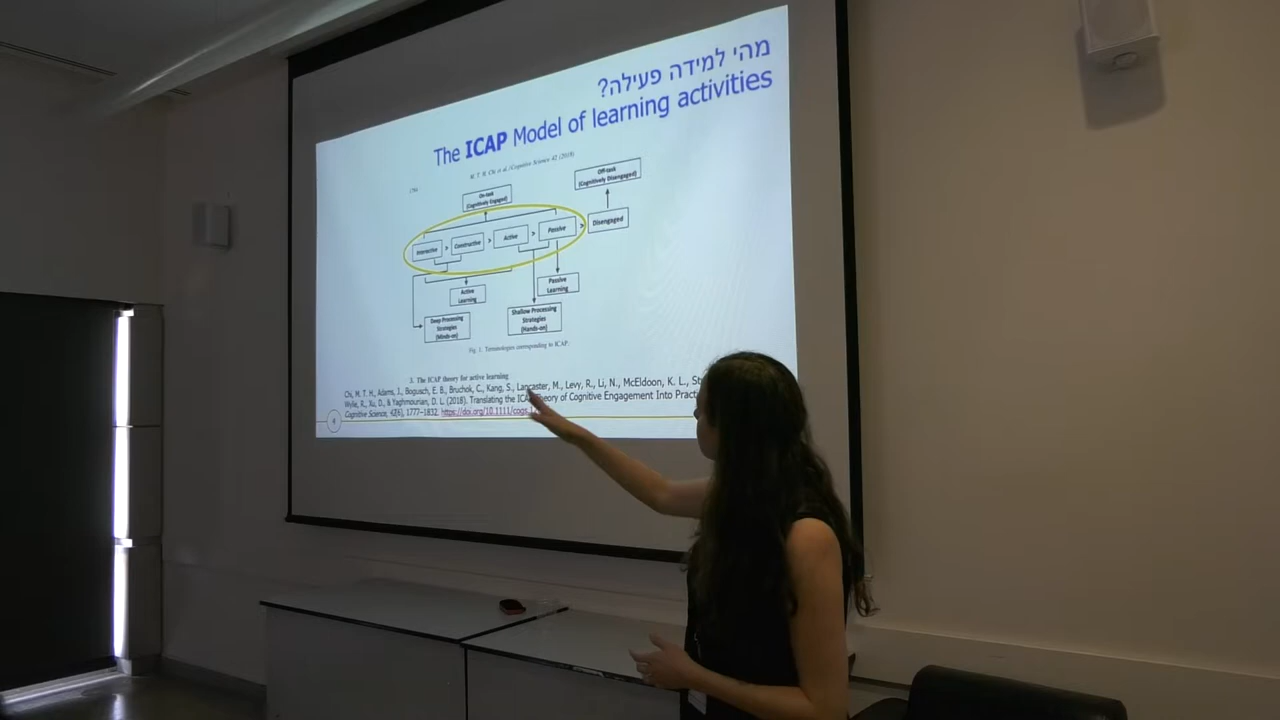 מהי למידה פעילה?
The ICAP Model of learning activities
M. T. H. Chi et al./Cognitive Science 42 (2018)
Off-task
(Cognitively Disengaged)
On-task
(Cognitively Engaged)
Interactive > Constructive > Active > Passive > Disengaged
Active
Learning
Passive
Learning
Deep Processing
Strategies
(Minds-on)
Shallow Processing
Strategies
(Hands-on)
Fig. 1. Terminologies corresponding to ICAP.
3. The ICAP theory for active learning
Chi, M. T. H., Adams, J., Bogusch, E. B., Bruchok, C., Kang, S., Lancaster, M., Levy, R., Li, N., McEldoon, K. L.,
Wylie, R., Xu, D., & Yaghmourian, D. L. (2018). Translating the ICAP Theory of Cognitive Engagement Into
Cognitive Science, 42(6), 1777–1832. https://doi.org/10.1111/cogs.